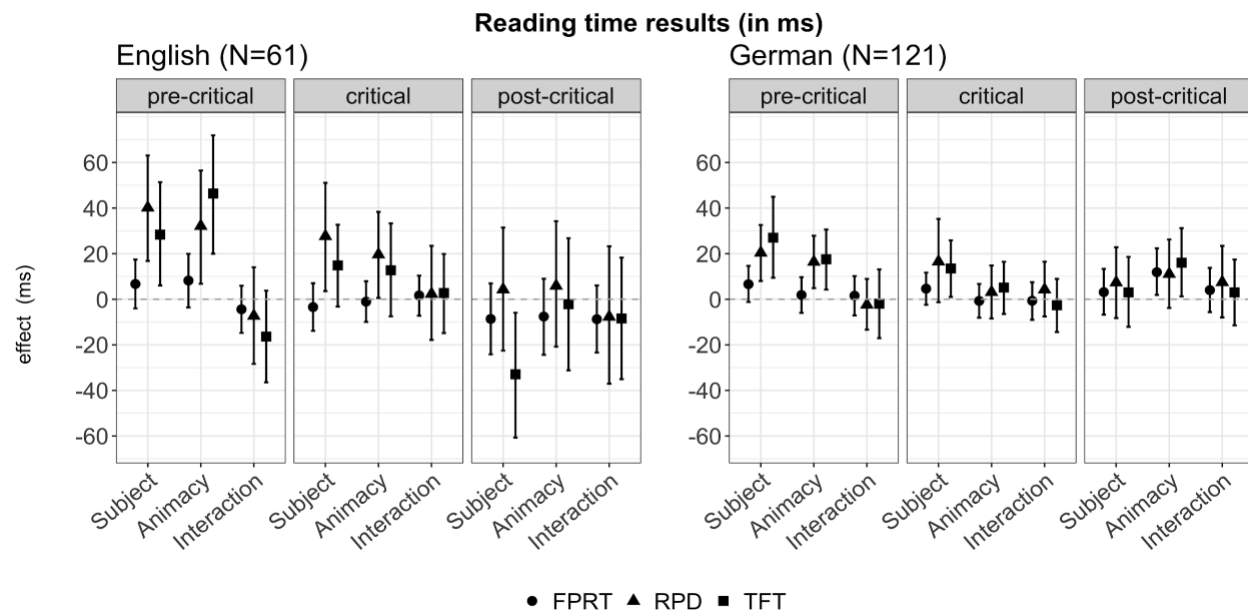 Reading time results (in ms)
English (N=61) German (N=121)
pre-critical critical post-critical pre-critical critical post-critical
60 60
40 40
20 20
0 0
-20 -20
-40 -40
-60 -60
effect (ms)
Subject Animacy Interaction Subject Animacy Interaction Subject Animacy Interaction Subject Animacy Interaction Subject Animacy Interaction Subject Animacy Interaction
FPRT RPD TFT